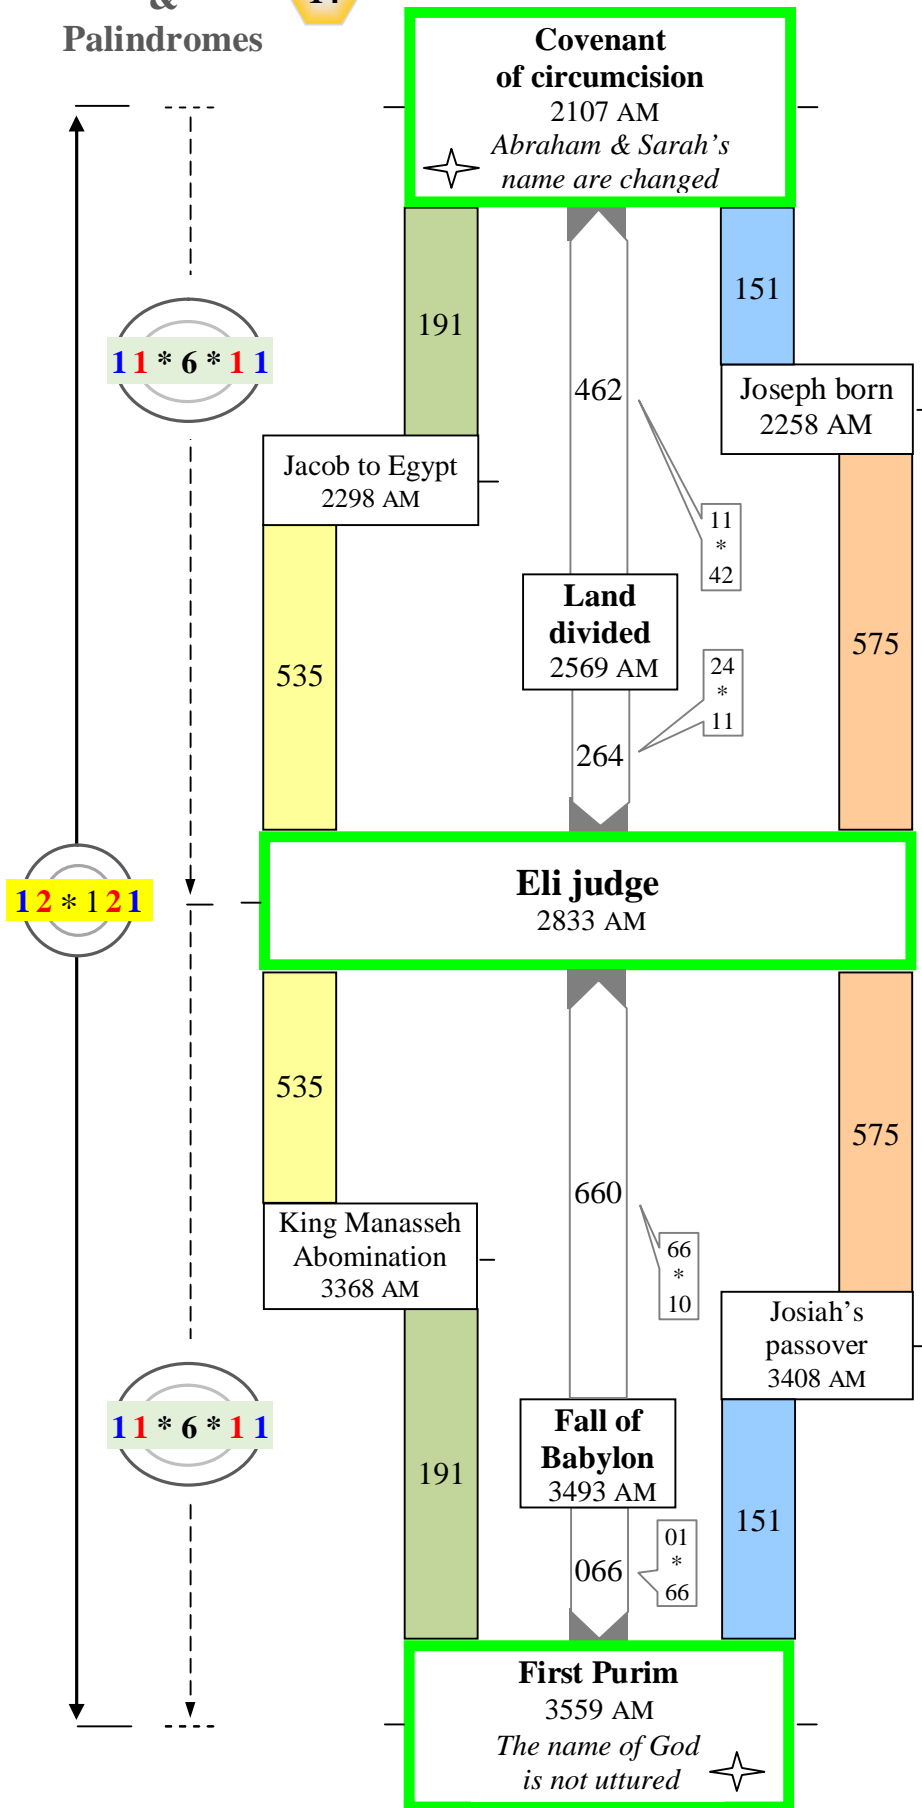 &
Palindromes
14
Covenant
of circumcision
2107 AM
Abraham & Sarah's
name are changed
191
151
11 * 6 * 11
462
Joseph born
2258 AM
Jacob to Egypt
2298 AM
11
*
42
Land
divided
2569 AM
575
24
*
11
535
264
Eli judge
2833 AM
12 * 121
535
575
660
King Manasseh
Abomination
3368 AM
66
*
10
Josiah's
passover
3408 AM
11 * 6 * 11
Fall of
Babylon
3493 AM
191
151
01
*
66
066
First Purim
3559 AM
The name of God
is not uttured